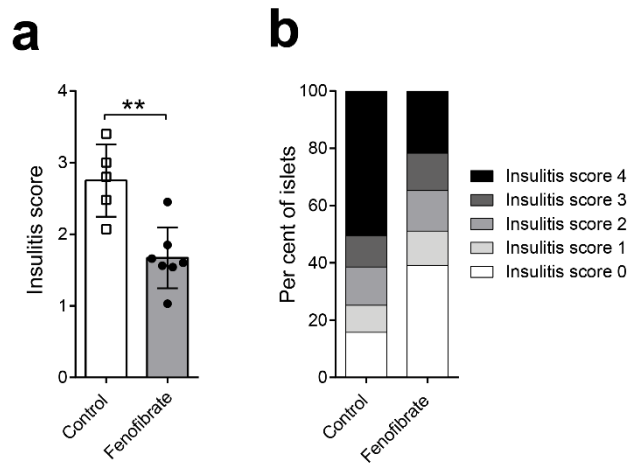 a
b
Insulitis score
4
3
2
1
0
**
Control
Fenofibrate
Per cent of islets
100
80
60
40
20
0
Control
Fenofibrate
Insulitis score 4
Insulitis score 3
Insulitis score 2
Insulitis score 1
Insulitis score 0